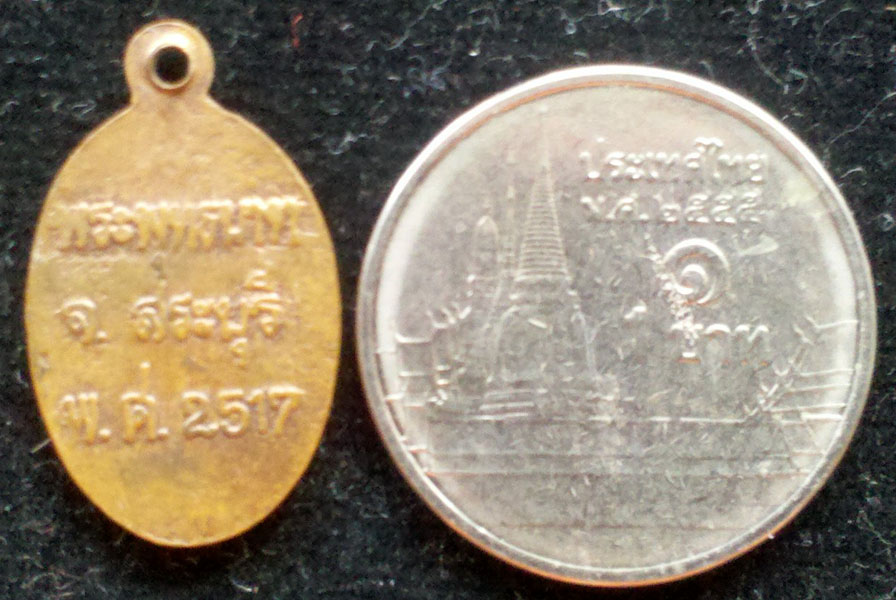 พระพุทธบาท
จ. สระบุรี
พ.ศ. 2517
ประเทศไทย
พ.ศ. ๒๕๕๕
๑
บาท